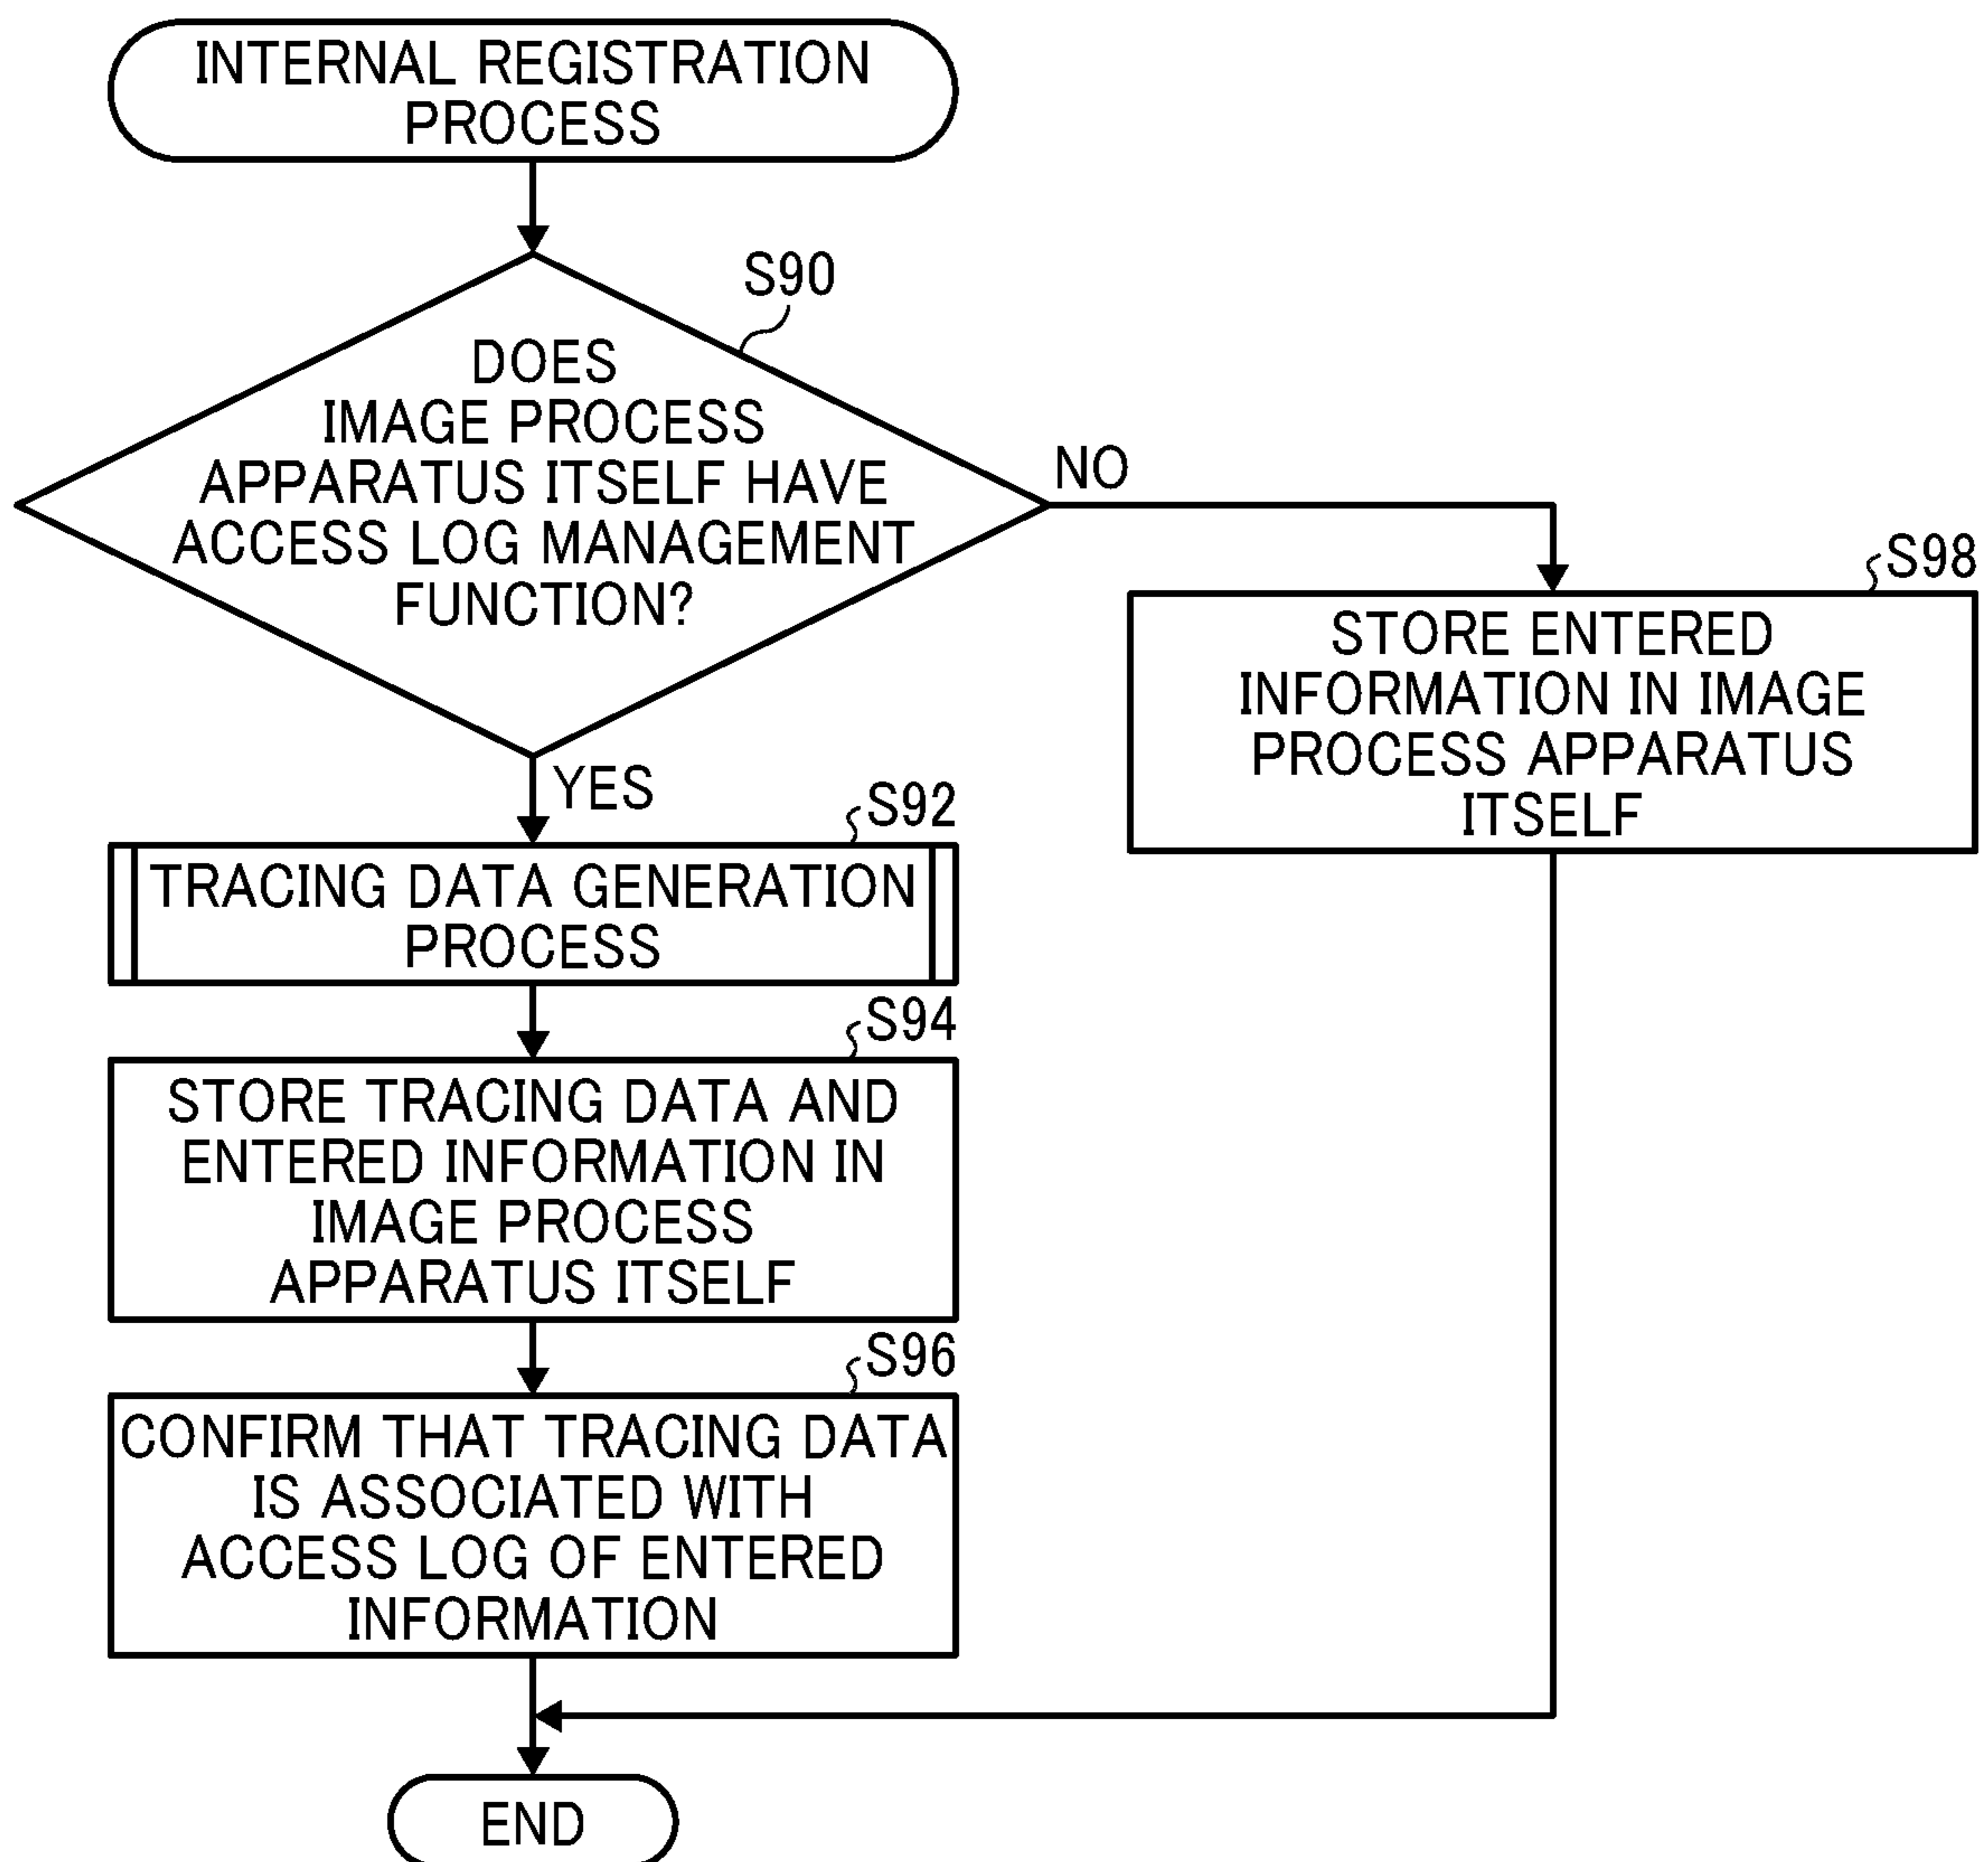 INTERNAL REGISTRATION
PROCESS
S90
DOES
IMAGE PROCESS
APPARATUS ITSELF HAVE
ACCESS LOG MANAGEMENT
FUNCTION?
NO
YES
S98
STORE ENTERED
INFORMATION IN IMAGE
PROCESS APPARATUS
ITSELF
S92
TRACING DATA GENERATION
PROCESS
S94
STORE TRACING DATA AND
ENTERED INFORMATION IN
IMAGE PROCESS
APPARATUS ITSELF
S96
CONFIRM THAT TRACING DATA
IS ASSOCIATED WITH
ACCESS LOG OF ENTERED
INFORMATION
END